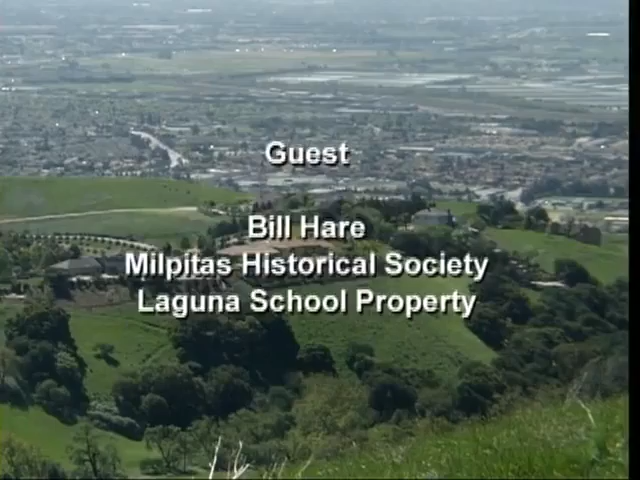 Guest
Bill Hare
Milpitas Historical Society
Laguna School Property